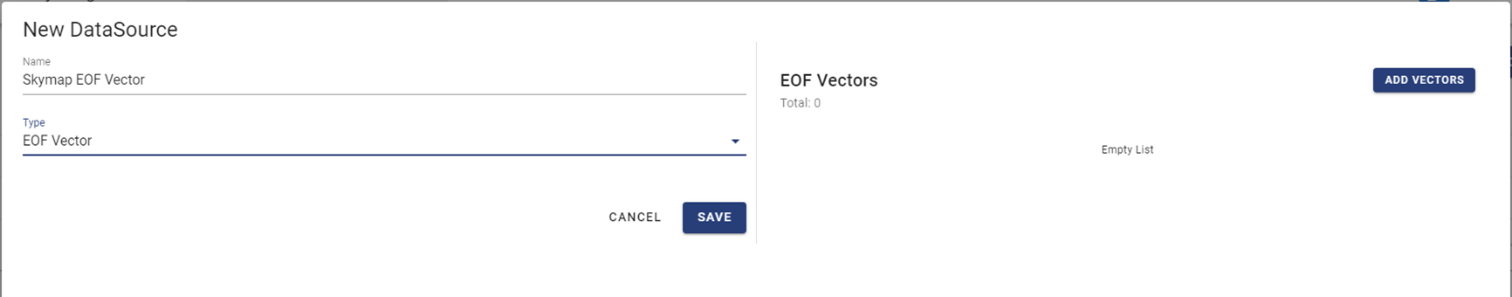 New DataSource
Name
Skymap EOF Vector
Type
EOF Vector
CANCEL
SAVE
EOF Vectors
ADD VECTORS
Total: 0
Empty List